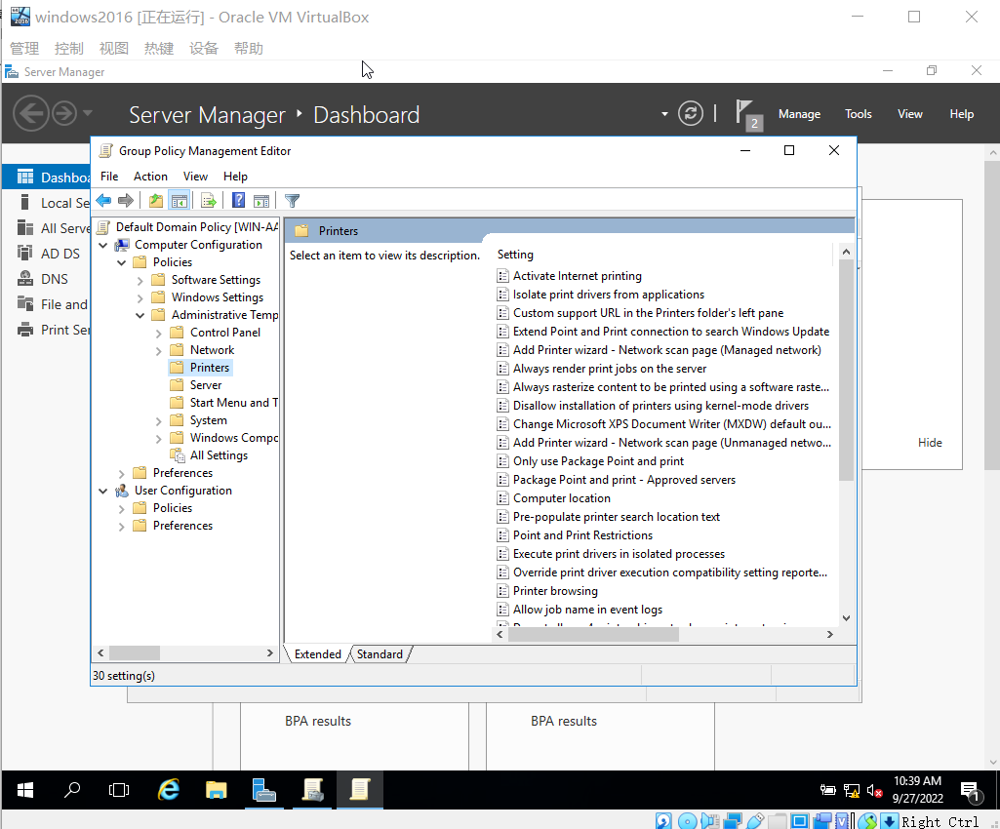 windows2016 [正在运行] - Oracle VM VirtualBox
管理 控制 视图 热键 设备 帮助
Server Manager
Server Manager Dashboard
2
Manage Tools View Help
Group Policy Management Editor
File Action View Help
Dashboa
Local Se
All Serve
AD DS
DNS
File and
Print Ser
Default Domain Policy [WIN-AA
Computer Configuration
Policies
Software Settings
Windows Settings
Administrative Temp
Control Panel
Network
Printers
Server
Start Menu and T
System
Windows Compo
All Settings
Preferences
User Configuration
Policies
Preferences
Printers
Select an item to view its description.
Setting
Activate Internet printing
Isolate print drivers from applications
Custom support URL in the Printers folder's left pane
Extend Point and Print connection to search Windows Update
Add Printer wizard - Network scan page (Managed network)
Always render print jobs on the server
Always rasterize content to be printed using a software raste...
Disallow installation of printers using kernel-mode drivers
Change Microsoft XPS Document Writer (MXDW) default ou...
Add Printer wizard - Network scan page (Unmanaged netwo...
Only use Package Point and print
Package Point and print - Approved servers
Computer location
Pre-populate printer search location text
Point and Print Restrictions
Execute print drivers in isolated processes
Override print driver execution compatibility setting reporte...
Printer browsing
Allow job name in event logs
Extended Standard
30 setting(s)
Hide
BPA results
BPA results
10:39 AM
9/27/2022
1
Right Ctrl